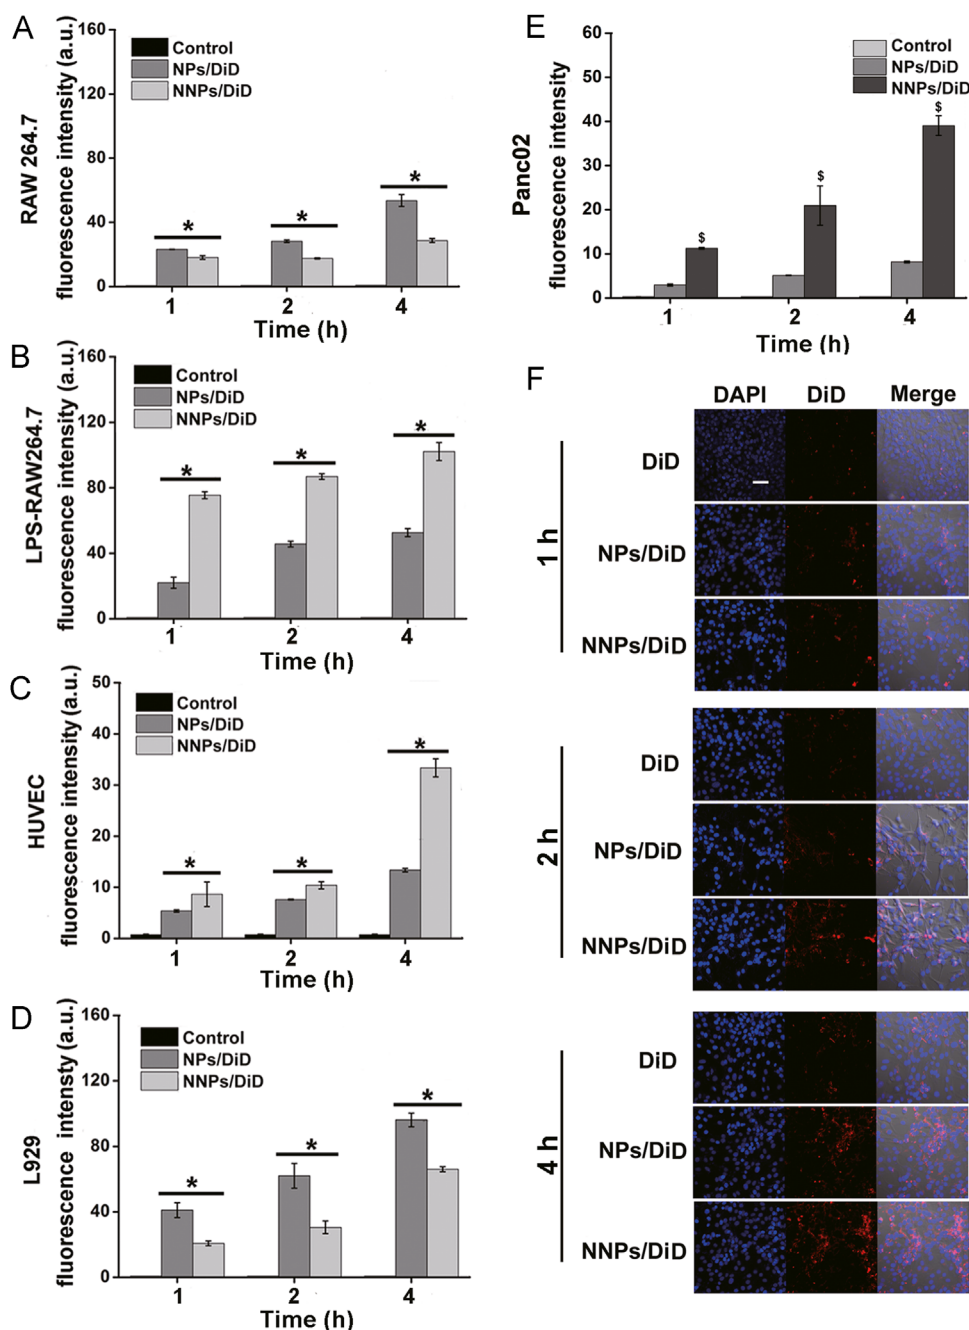 A
RAW 264.7
fluorescence intensity (a.u.)
160
120
80
40
0
Control
NPs/DiD
NNPs/DiD
*
*
*
1 2 4
Time (h)
B
LPS-RAW264.7
fluorescence intensity (a.u.)
160
120
80
40
0
Control
NPs/DiD
NNPs/DiD
*
*
*
1 2 4
Time (h)
C
HUVEC
fluorescence intensity (a.u.)
50
40
30
20
10
0
Control
NPs/DiD
NNPs/DiD
*
*
*
1 2 4
Time (h)
D
L929
fluorescence intensty (a.u.)
160
120
80
40
0
Control
NPs/DiD
NNPs/DiD
*
*
*
1 2 4
Time (h)
E
Panc02
fluorescence intensity
60
50
40
30
20
10
0
Control
NPs/DiD
NNPs/DiD
$
$
$
1 2 4
Time (h)
F
DAPI DiD Merge
1 h
DiD
NPs/DiD
NNPs/DiD
2 h
DiD
NPs/DiD
NNPs/DiD
4 h
DiD
NPs/DiD
NNPs/DiD